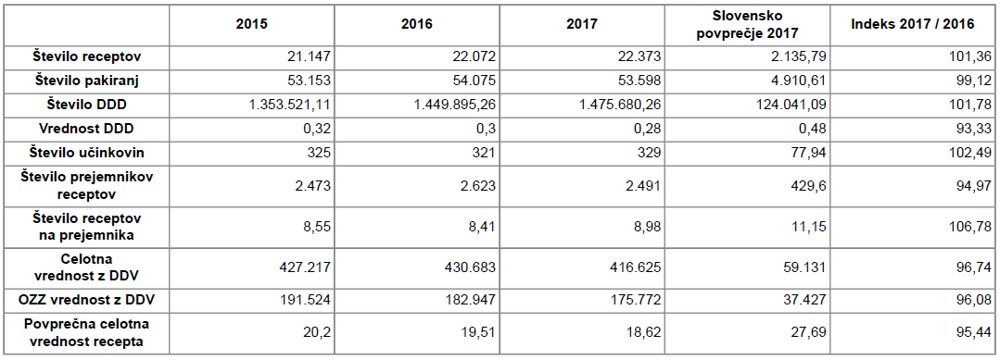 2015 2016 2017 Slovensko povprečje 2017 Indeks 2017 / 2016
Število receptov 21.147 22.072 22.373 2.135,79 101,36
Število pakiranj 53.153 54.075 53.598 4.910,61 99,12
Število DDD 1.353.521,11 1.449.895,26 1.475.680,26 124.041,09 101,78
Vrednost DDD 0,32 0,3 0,28 0,48 93,33
Število učinkovin 325 321 329 77,94 102,49
Število prejemnikov receptov 2.473 2.623 2.491 429,6 94,97
Število receptov na prejemnika 8,55 8,41 8,98 11,15 106,78
Celotna vrednost z DDV 427.217 430.683 416.625 59.131 96,74
OZZ vrednost z DDV 191.524 182.947 175.772 37.427 96,08
Povprečna celotna vrednost recepta 20,2 19,51 18,62 27,69 95,44